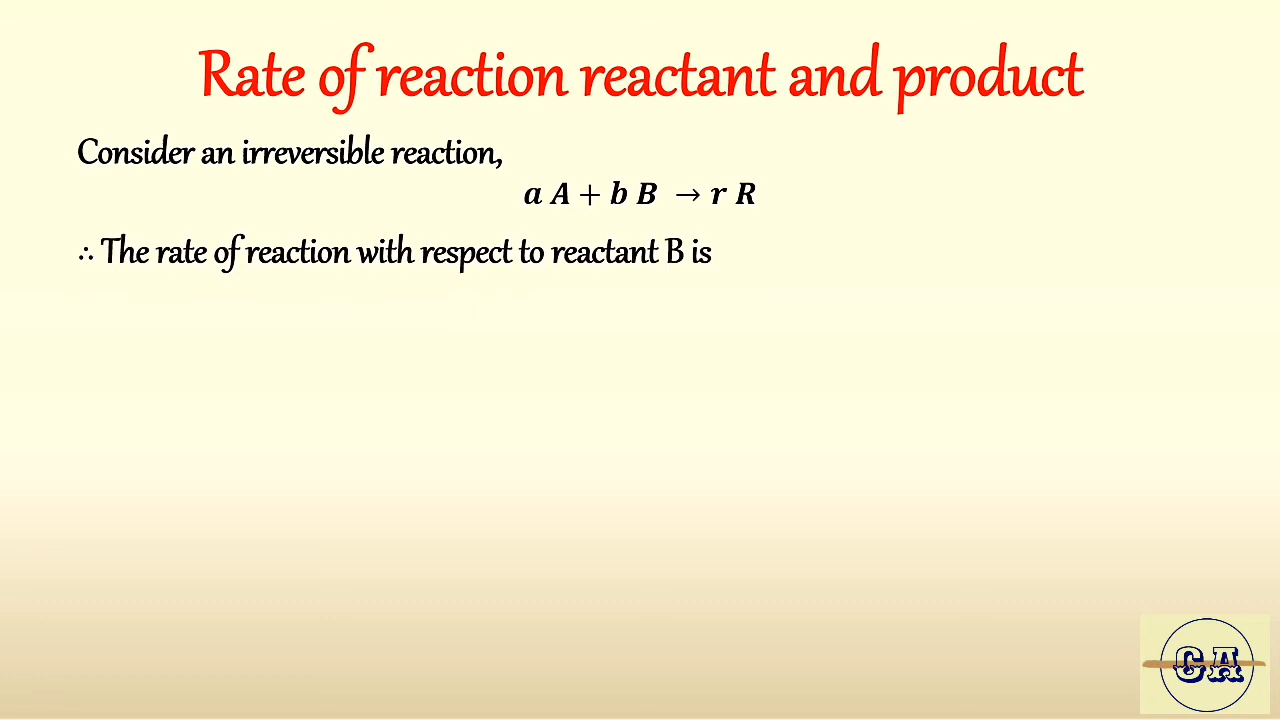 Rate of reaction reactant and product
Consider an irreversible reaction,
a A + b B → r R
∴ The rate of reaction with respect to reactant B is
CA